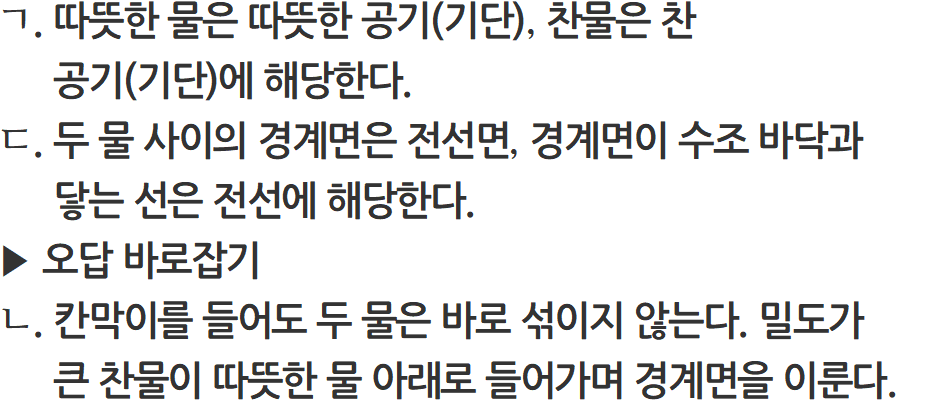 ㄱ. 따뜻한 물은 따뜻한 공기(기단), 찬물은 찬
공기(기단)에 해당한다.
ㄷ. 두 물 사이의 경계면은 전선면, 경계면이 수조 바닥과
닿는 선은 전선에 해당한다.
▶ 오답 바로잡기
ㄴ. 칸막이를 들어도 두 물은 바로 섞이지 않는다. 밀도가
큰 찬물이 따뜻한 물 아래로 들어가며 경계면을 이룬다.